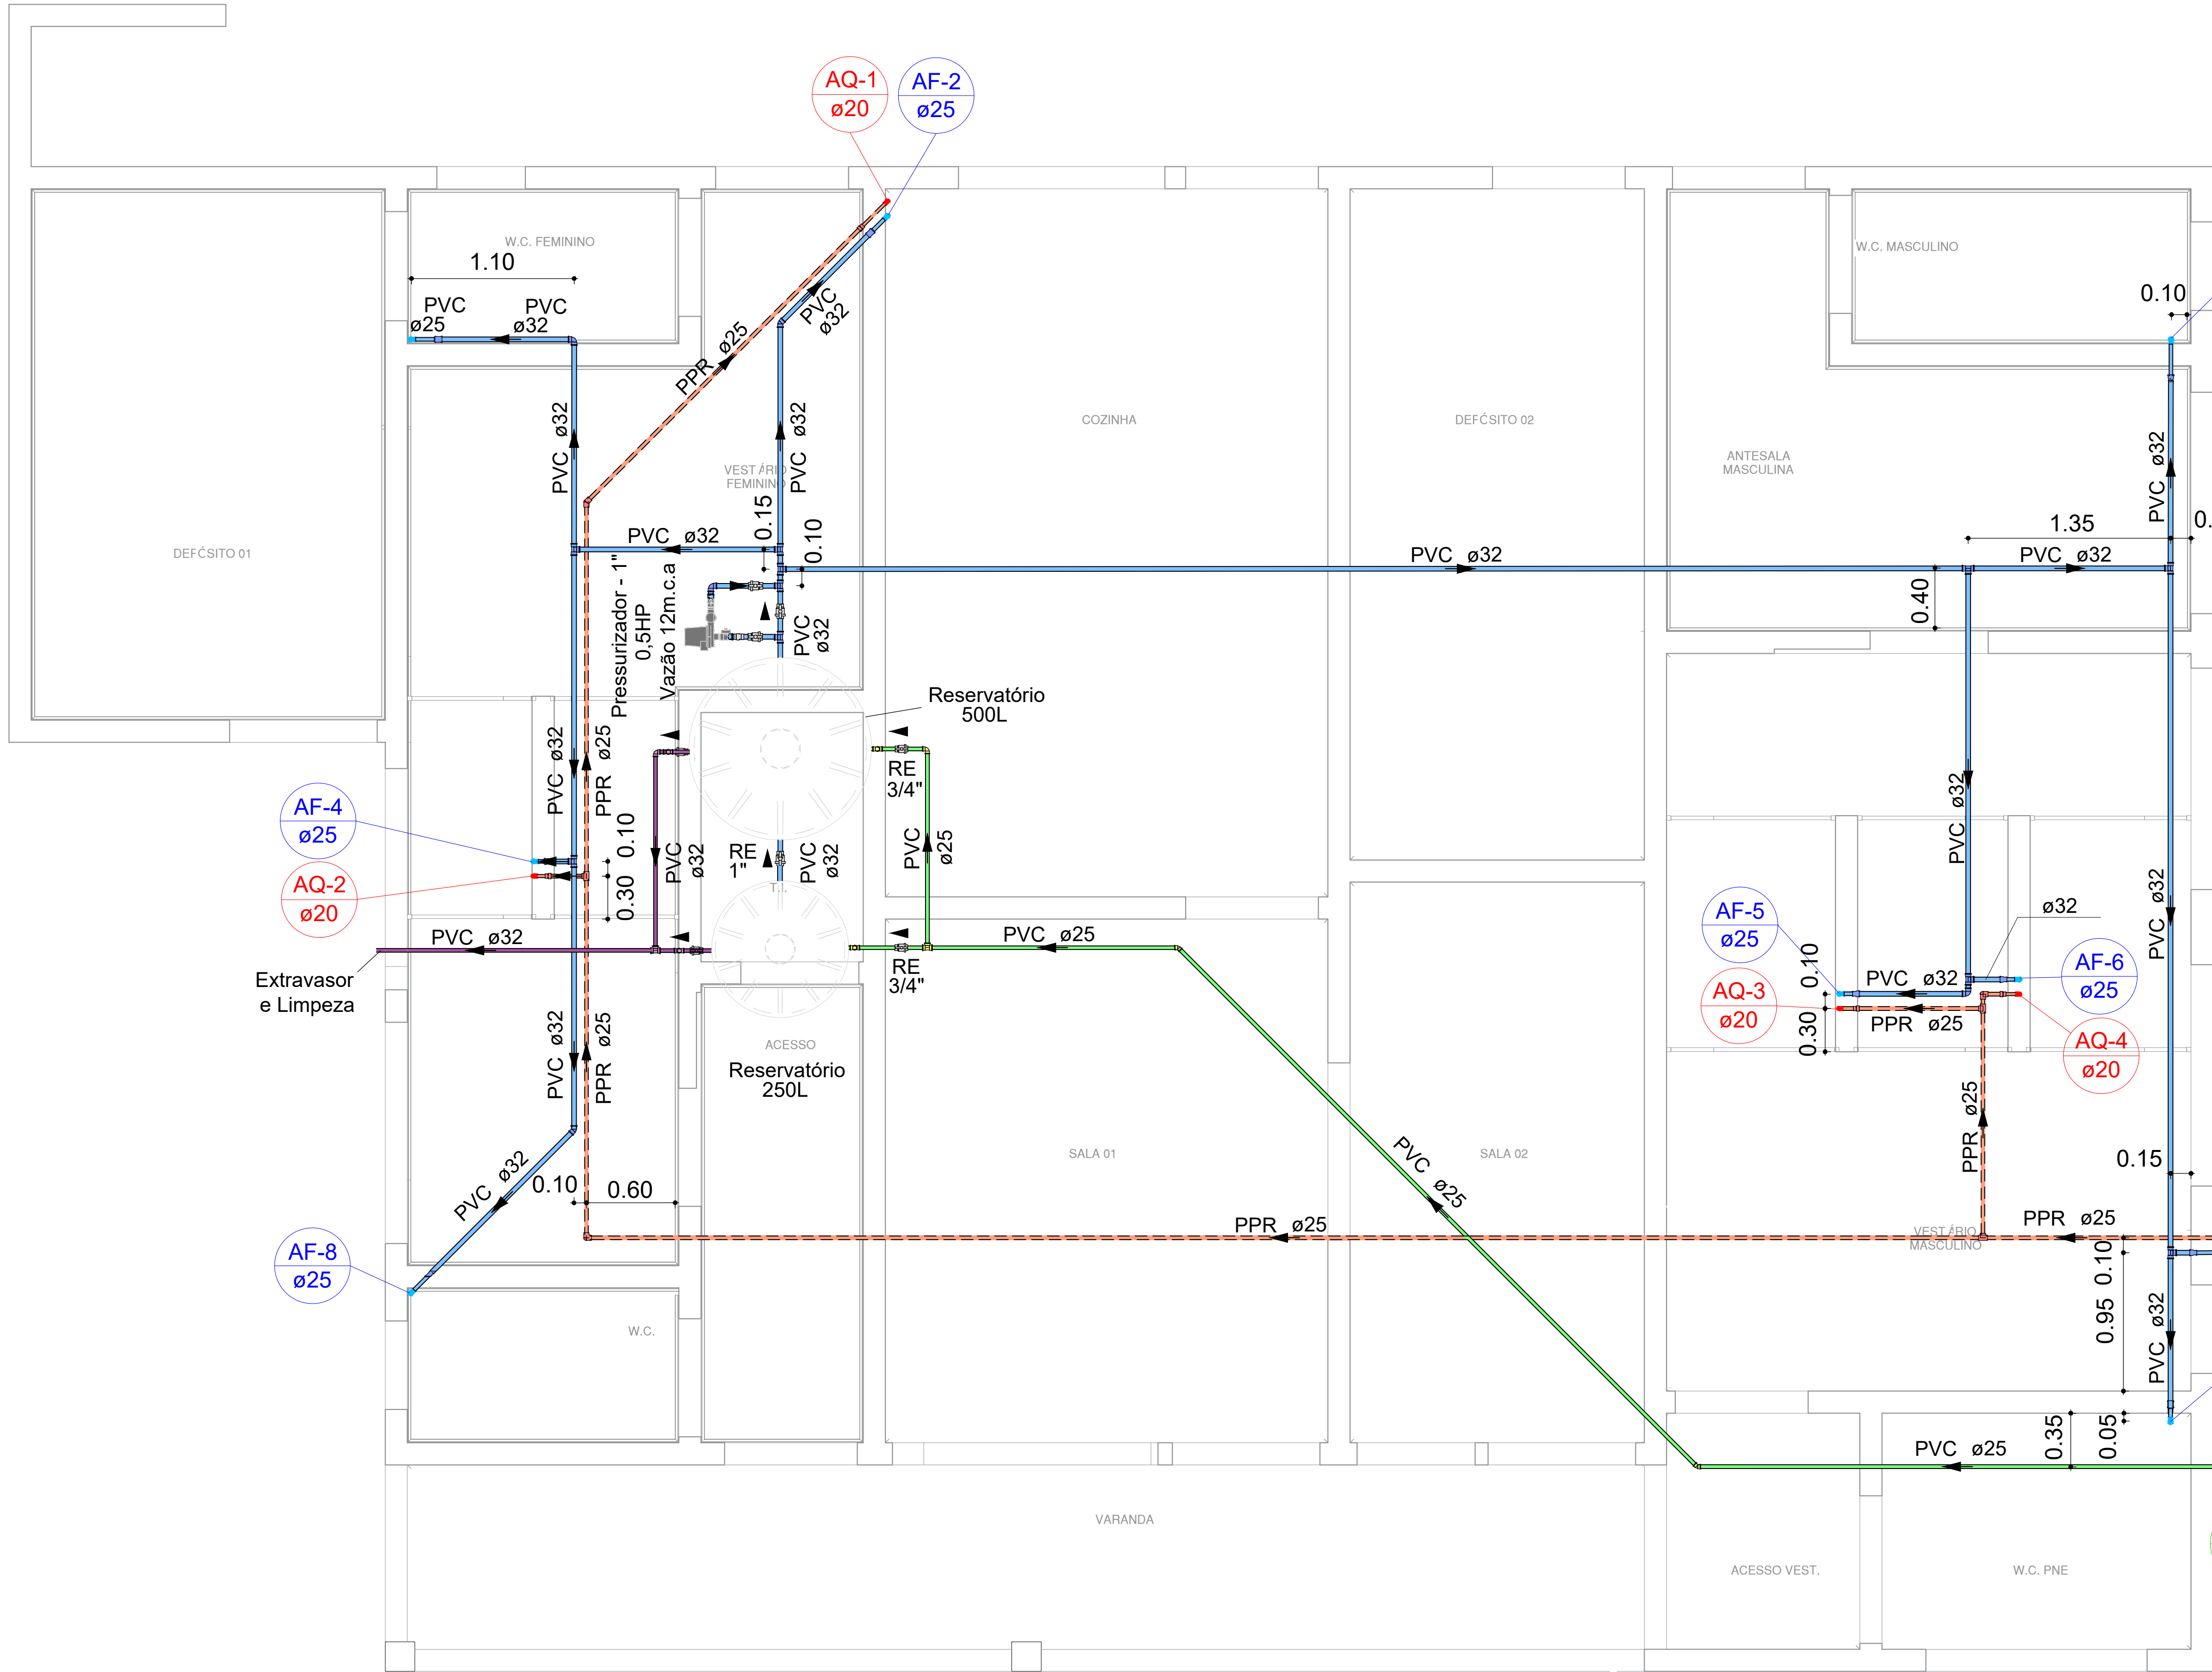 AQ-1
ø20
AF-2
ø25
W.C. FEMININO
1.10
PVC
ø25
PVC
ø32
PVC ø32
PPR ø25
PVC
ø32
PVC ø32
VESTÁRIO
FEMININO
0.15
0.10
PVC ø32
Pressurizador - 1"
0,5HP
Vazão 12m.c.a
PVC
ø32
COZINHA
DEFĆSITO 02
ANTESALA
MASCULINA
W.C. MASCULINO
0.10
PVC ø32
1.35
0.
PVC ø32
PVC ø32
0.40
DEFĆSITO 01
Reservatório
500L
RE
3/4"
PVC ø32
PPR ø25
0.10
0.30
PVC
ø32
RE
1"
PVC
ø32
PVC
ø25
T.I.
AF-4
ø25
AQ-2
ø20
PVC ø32
Extravasor
e Limpeza
RE
3/4"
PVC ø25
PVC ø32
PVC ø32
ø32
AF-5
ø25
AQ-3
ø20
0.10
0.30
PVC ø32
PPR ø25
AF-6
ø25
AQ-4
ø20
ACESSO
Reservatório
250L
PVC ø32
PPR ø25
PVC ø32
0.10
0.60
SALA 01
SALA 02
PVC ø25
PPR ø25
PPR ø25
0.15
PPR ø25
VESTÁRIO
MASCULINO
0.10
0.95
PVC ø32
AF-8
ø25
W.C.
0.35
0.05
PVC ø25
VARANDA
ACESSO VEST.
W.C. PNE